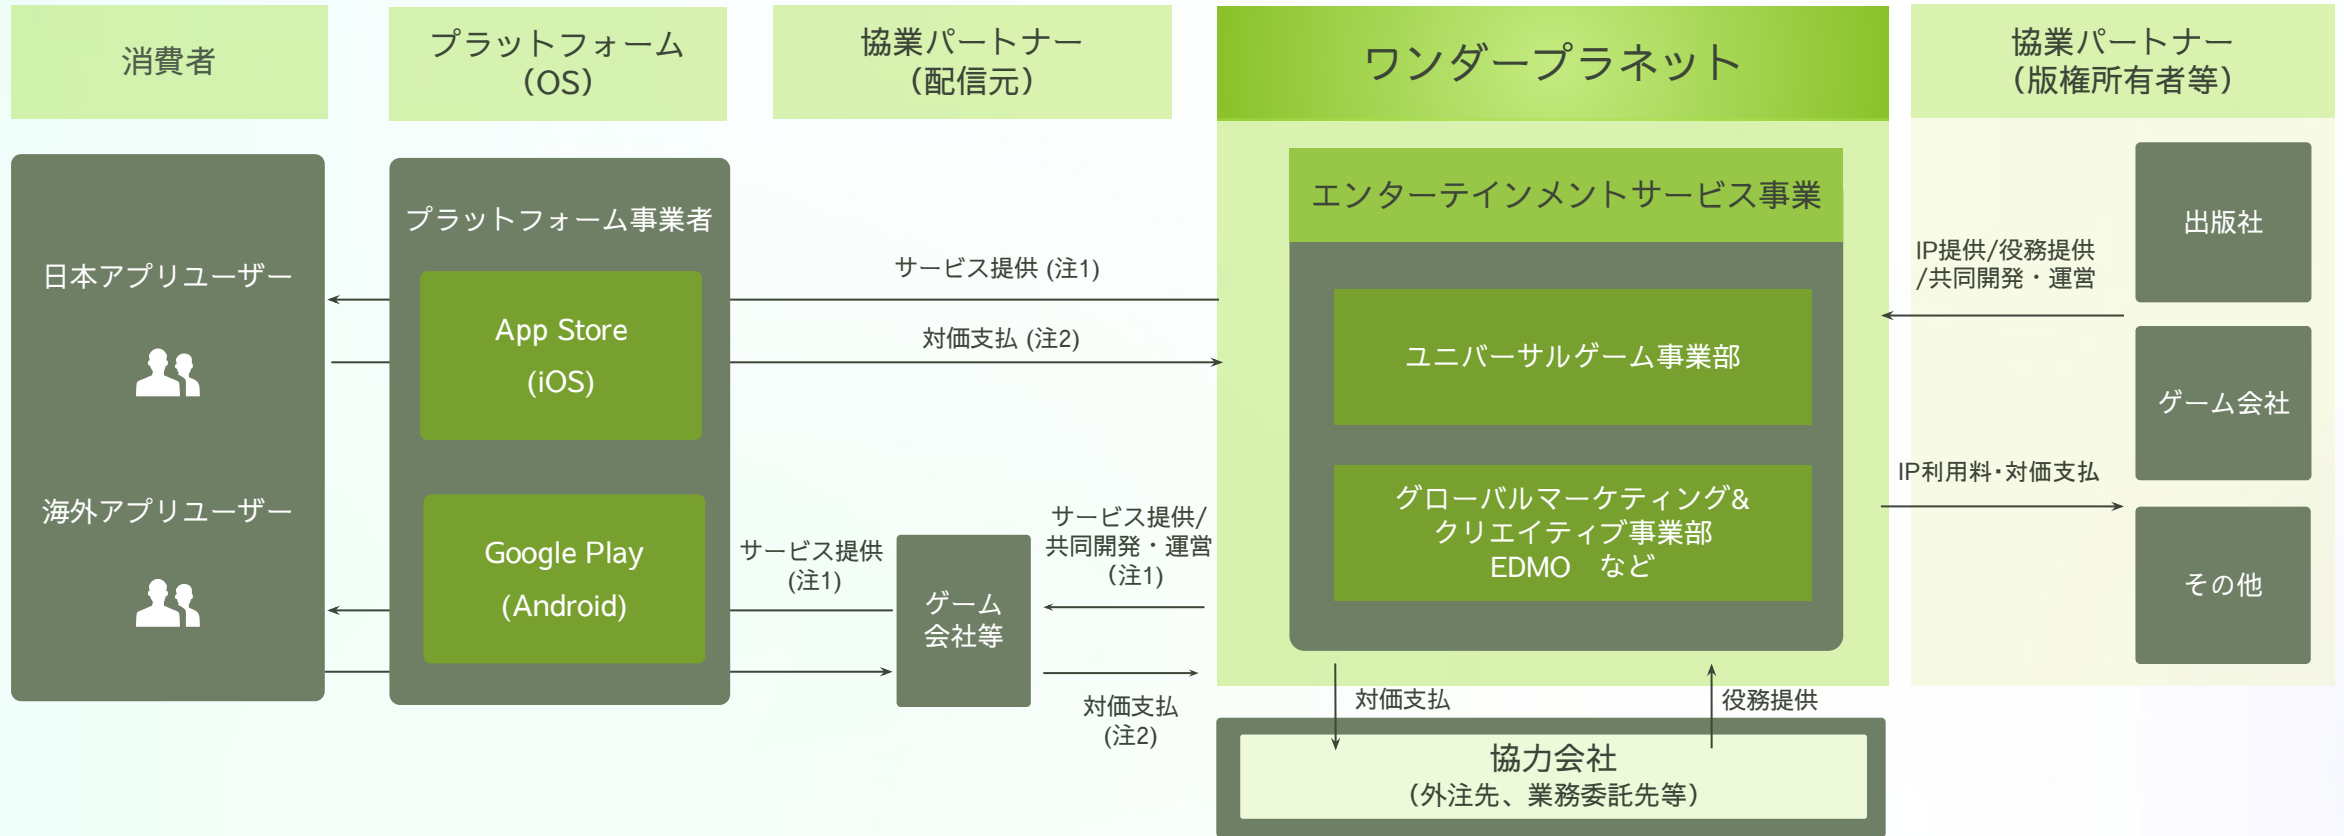 消費者
プラットフォーム
（OS）
協業パートナー
（配信元）
ワンダープラネット
協業パートナー
（版権所有者等）
日本アプリユーザー
海外アプリユーザー
プラットフォーム事業者
App Store
(iOS)
Google Play
(Android)
サービス提供 (注1)
対価支払 (注2)
サービス提供
(注1)
ゲーム
会社等
サービス提供/
共同開発・運営
（注1)
対価支払
(注2)
エンターテインメントサービス事業
ユニバーサルゲーム事業部
グローバルマーケティング&
クリエイティブ事業部
EDMO　など
対価支払
役務提供
協力会社
（外注先、業務委託先等）
IP提供/役務提供
/共同開発・運営
IP利用料・対価支払
出版社
ゲーム会社
その他